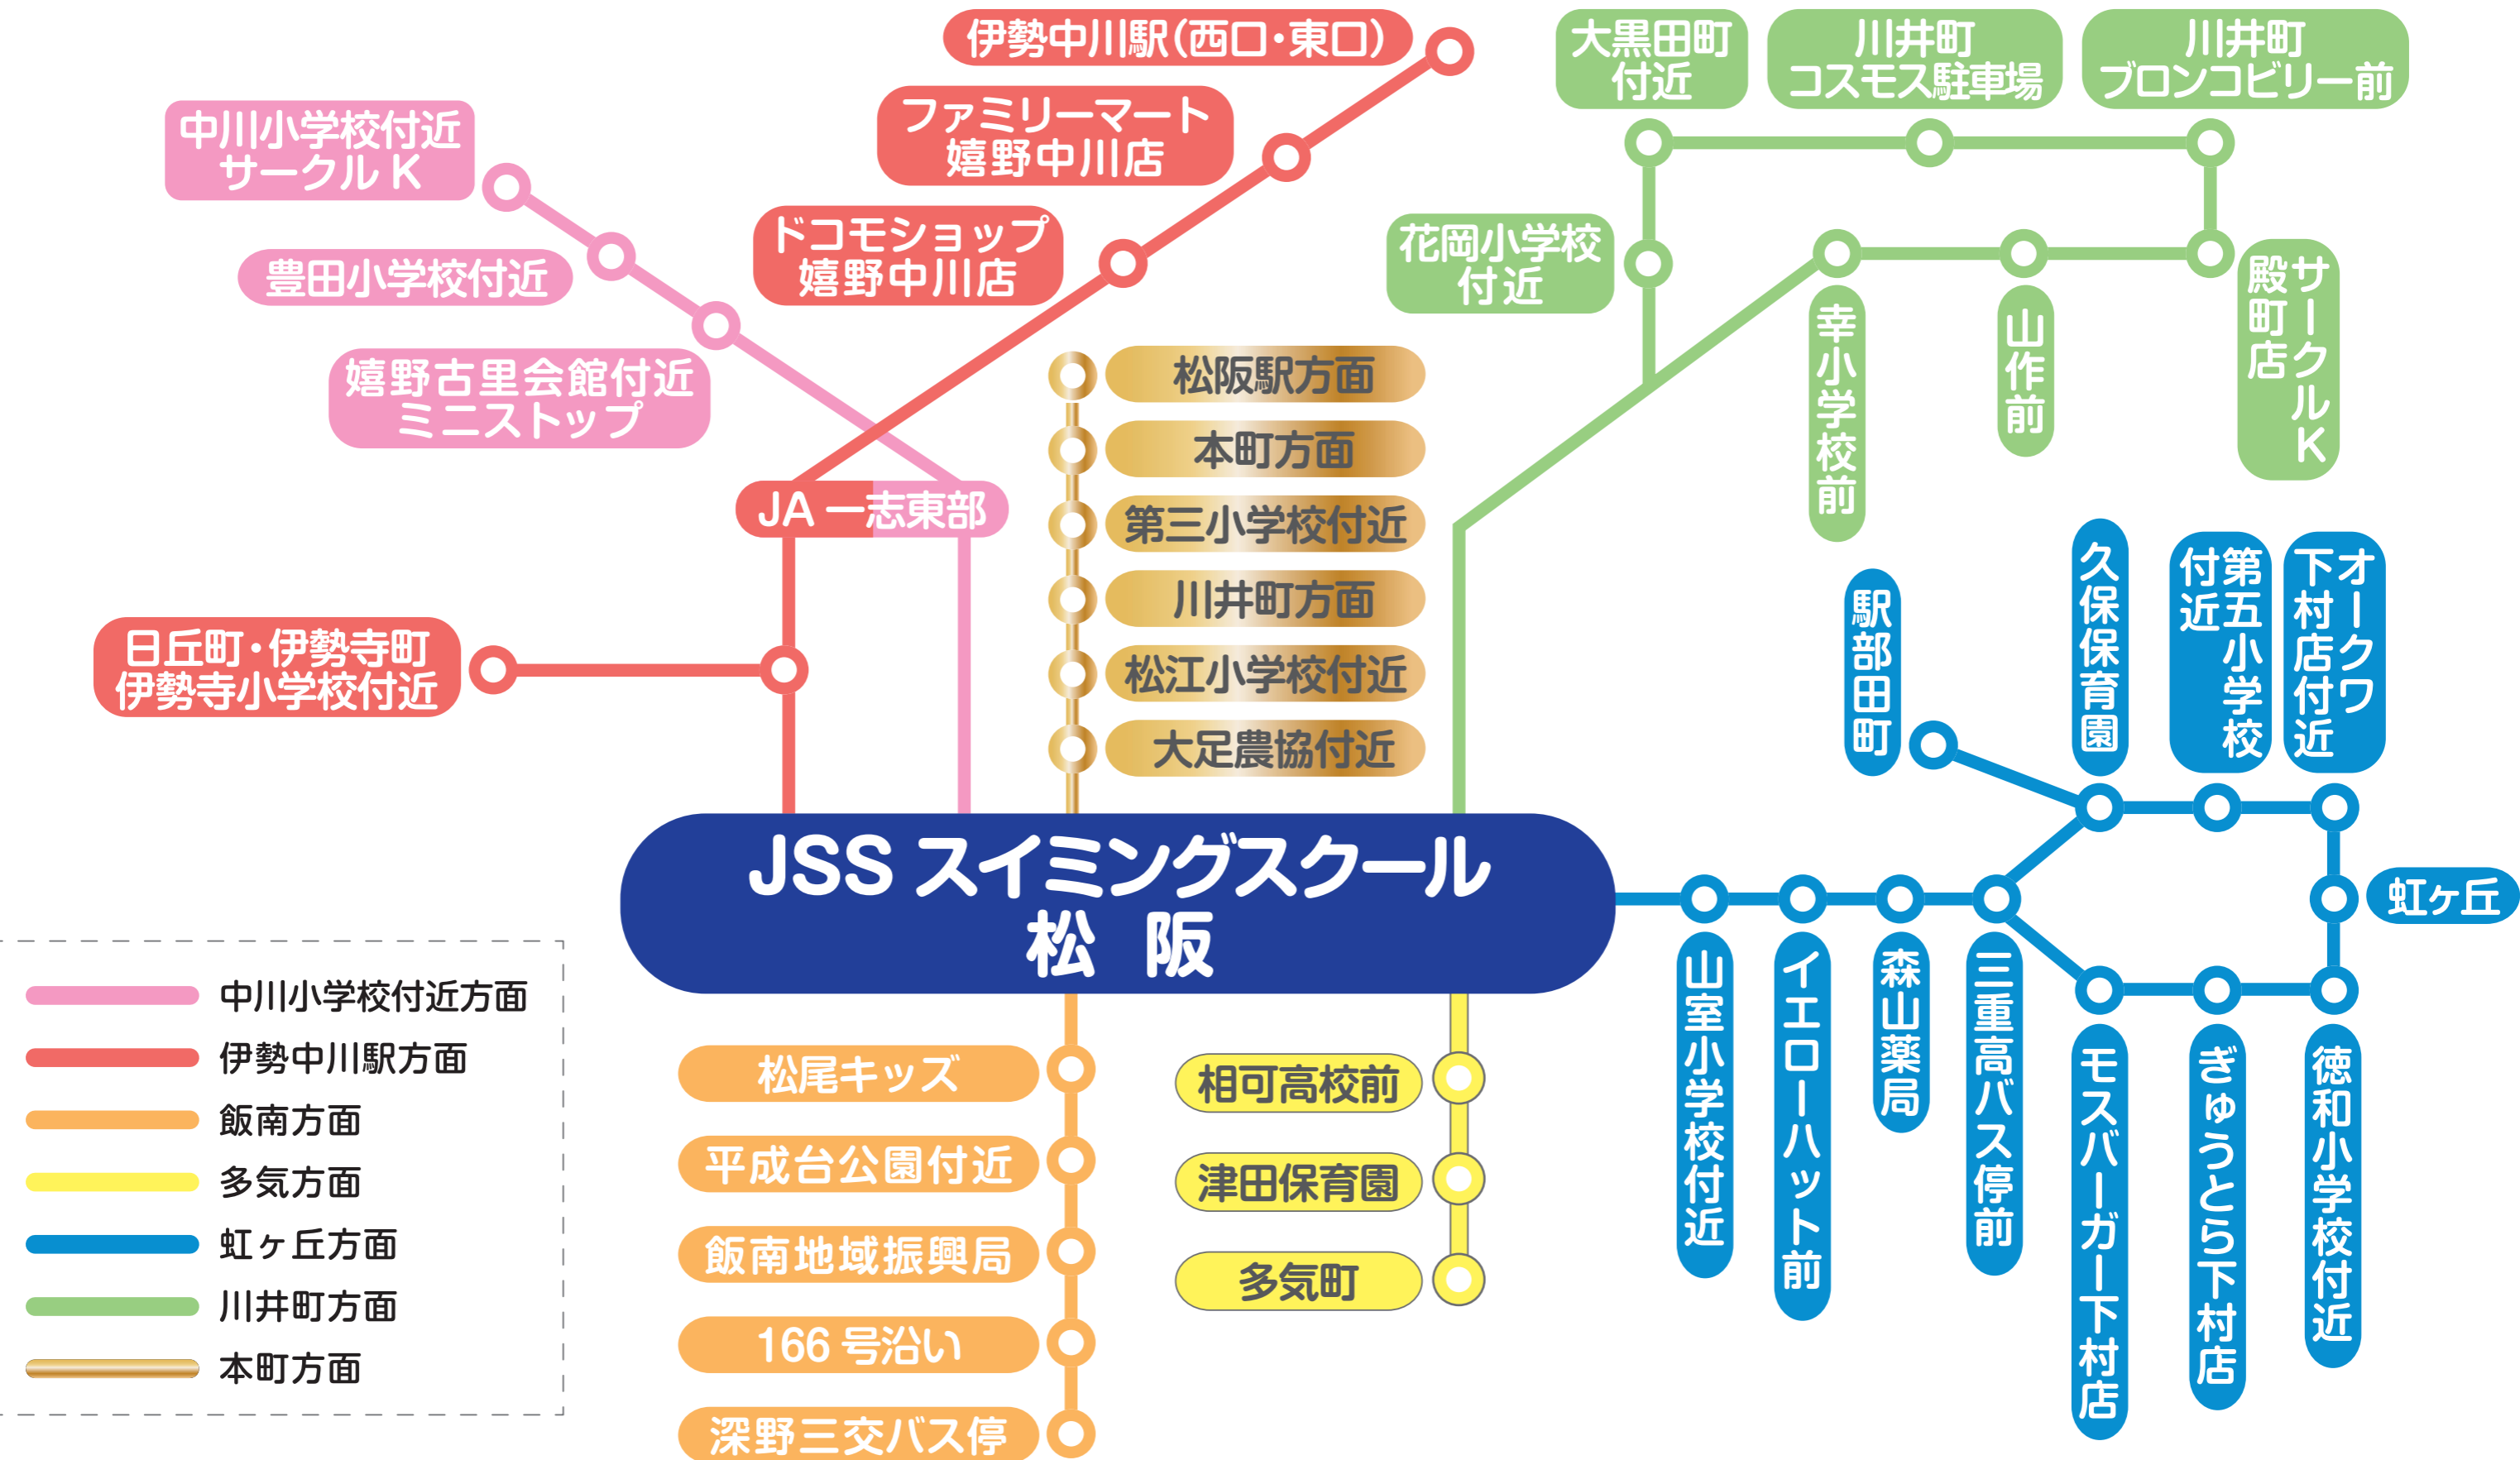 伊勢中川駅(西口・東口)
ファミリーマート
嬉野中川店
ドコモショップ
嬉野中川店
中川小学校付近
サークルK
豊田小学校付近
嬉野古里会館付近
ミニストップ
JA一志東部
日丘町・伊勢寺町
伊勢寺小学校付近
松阪駅方面
本町方面
第三小学校付近
川井町方面
松江小学校付近
大足農協付近
大黒田町
付近
川井町
コスモス駐車場
川井町
ブロンコビリー前
花岡小学校
付近
幸小学校前
山作前
サークルK
殿町店
駅部田町
久保保育園
第五小学校
付近
オークワ
下村店付近
虹ヶ丘
JSSスイミングスクール
松 阪
山室小学校付近
イエローハット前
森山薬局
三重高バス停前
モスバーガー下村店
ぎゅうとら下村店
徳和小学校付近
松尾キッズ
平成台公園付近
飯南地域振興局
166号沿い
深野三交バス停
相可高校前
津田保育園
多気町
中川小学校付近方面
伊勢中川駅方面
飯南方面
多気方面
虹ヶ丘方面
川井町方面
本町方面